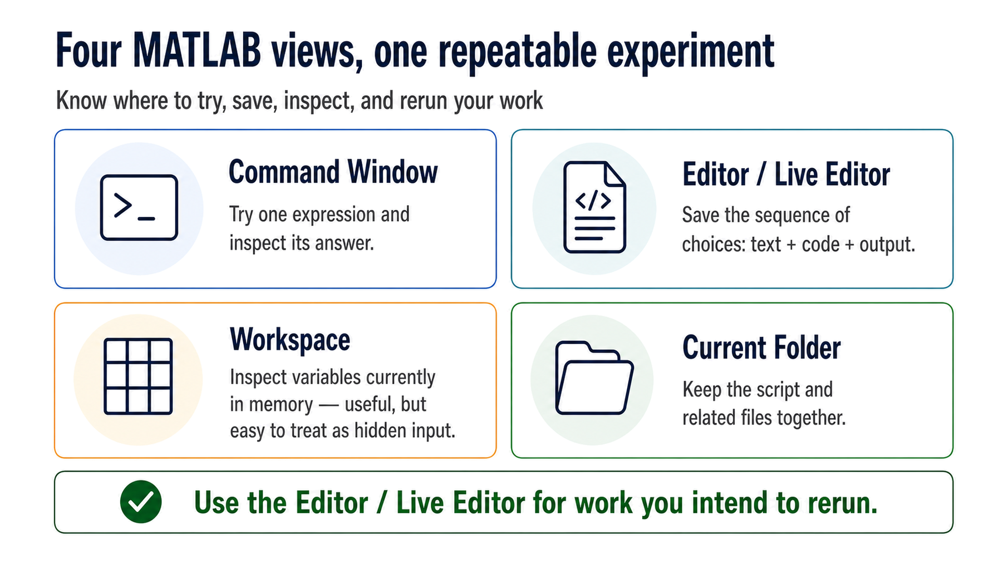 Four MATLAB views, one repeatable experiment
Know where to try, save, inspect, and rerun your work
>_
Command Window
Try one expression and
inspect its answer.
</>
Editor / Live Editor
Save the sequence of
choices: text + code + output.
Workspace
Inspect variables currently
in memory — useful, but
easy to treat as hidden input.
Current Folder
Keep the script and
related files together.
Use the Editor / Live Editor for work you intend to rerun.